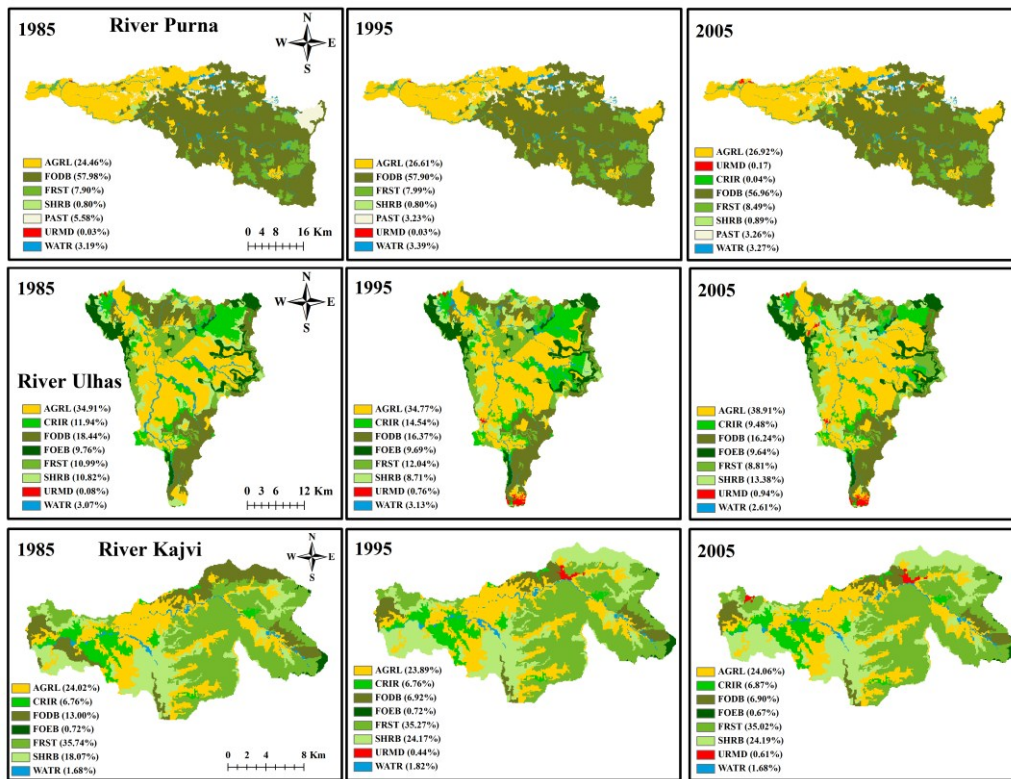 1985
River Purna
N
W E
S
AGRL (24.46%)
FODB (57.98%)
FRST (7.90%)
SHRB (0.80%)
PAST (5.58%)
URMD (0.03%)
WATR (3.19%)
0 4 8 16 Km
1995
AGRL (26.61%)
FODB (57.90%)
FRST (7.99%)
SHRB (0.80%)
PAST (3.23%)
URMD (0.03%)
WATR (3.39%)
2005
AGRL (26.92%)
URMD (0.17)
CRIR (0.04%)
FODB (56.96%)
FRST (8.49%)
SHRB (0.89%)
PAST (3.26%)
WATR (3.27%)
1985
N
W E
S
River Ulhas
AGRL (34.91%)
CRIR (11.94%)
FODB (18.44%)
FOEB (9.76%)
FRST (10.99%)
SHRB (10.82%)
URMD (0.08%)
WATR (3.07%)
0 3 6 12 Km
1995
AGRL (34.77%)
CRIR (14.54%)
FODB (16.37%)
FOEB (9.69%)
FRST (12.04%)
SHRB (8.71%)
URMD (0.76%)
WATR (3.13%)
2005
AGRL (38.91%)
CRIR (9.48%)
FODB (16.24%)
FOEB (9.64%)
FRST (8.81%)
SHRB (13.38%)
URMD (0.94%)
WATR (2.61%)
1985
River Kajvi
N
W E
S
AGRL (24.02%)
CRIR (6.76%)
FODB (13.00%)
FOEB (0.72%)
FRST (35.74%)
SHRB (18.07%)
WATR (1.68%)
0 2 4 8 Km
1995
AGRL (23.89%)
CRIR (6.76%)
FODB (6.92%)
FOEB (0.72%)
FRST (35.27%)
SHRB (24.17%)
URMD (0.44%)
WATR (1.82%)
2005
AGRL (24.06%)
CRIR (6.87%)
FODB (6.90%)
FOEB (0.67%)
FRST (35.02%)
SHRB (24.19%)
URMD (0.61%)
WATR (1.68%)